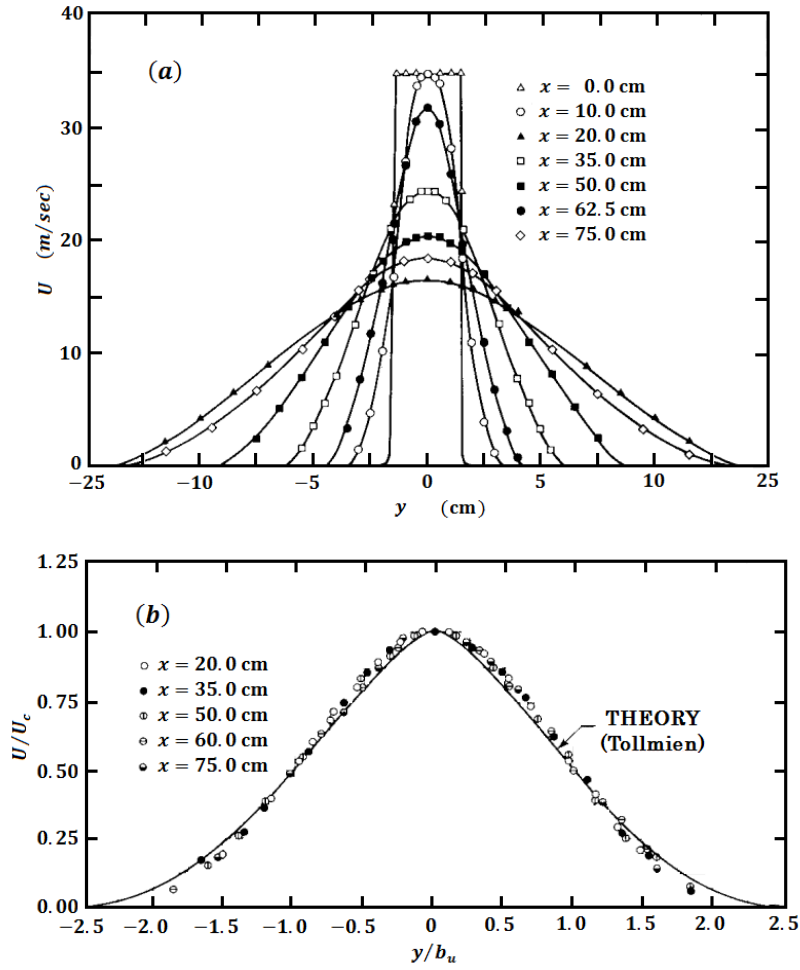 40
(a)
x = 0.0 cm
x = 10.0 cm
x = 20.0 cm
x = 35.0 cm
x = 50.0 cm
x = 62.5 cm
x = 75.0 cm
30
20
10
0
U (m/sec)
−25 −10 −5 0 5 10 25
y (cm)
1.25
(b)
1.00
0.75
0.50
0.25
0.00
U/U_c
x = 20.0 cm
x = 35.0 cm
x = 50.0 cm
x = 60.0 cm
x = 75.0 cm
THEORY
(Tollmien)
−2.5 −2.0 −1.5 −1.0 −0.5 0 0.5 1.0 1.5 2.0 2.5
y/b_u